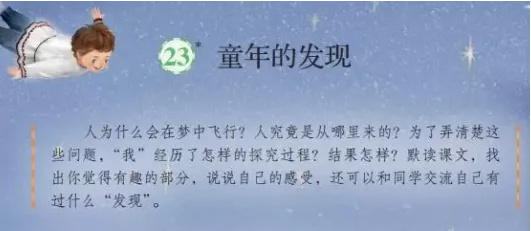 23* 童年的发现
人为什么会在梦中飞行？人究竟是从哪里来的？为了弄清楚这
些问题，“我”经历了怎样的探究过程？结果怎样？默读课文，找
出你觉得有趣的部分，说说自己的感受，还可以和同学交流自己有
过什么“发现”。